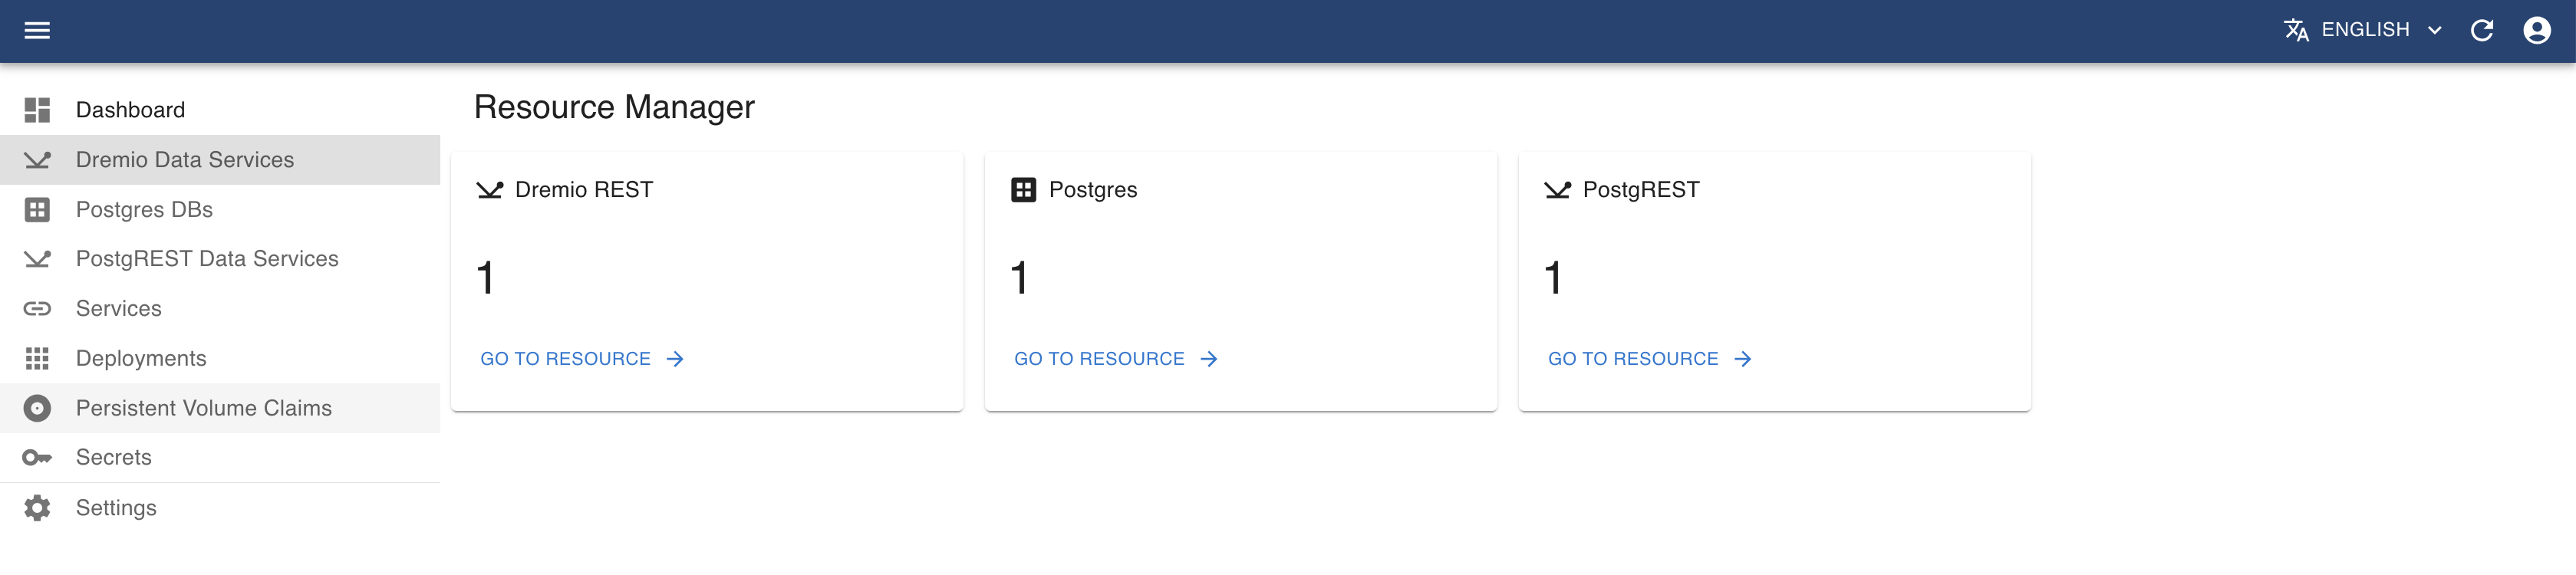 ENGLISH
Dashboard
Dremio Data Services
Postgres DBs
PostgREST Data Services
Services
Deployments
Persistent Volume Claims
Secrets
Settings
Resource Manager
Dremio REST
1
GO TO RESOURCE
Postgres
1
GO TO RESOURCE
PostgREST
1
GO TO RESOURCE